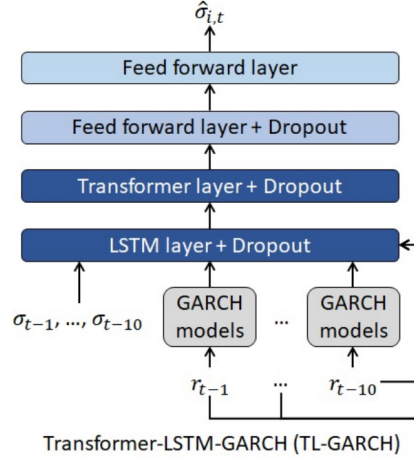 σ̂ᵢ,ₜ
Feed forward layer
Feed forward layer + Dropout
Transformer layer + Dropout
LSTM layer + Dropout
σₜ₋₁, ..., σₜ₋₁₀
GARCH models
...
GARCH models
rₜ₋₁
...
rₜ₋₁₀
Transformer-LSTM-GARCH (TL-GARCH)